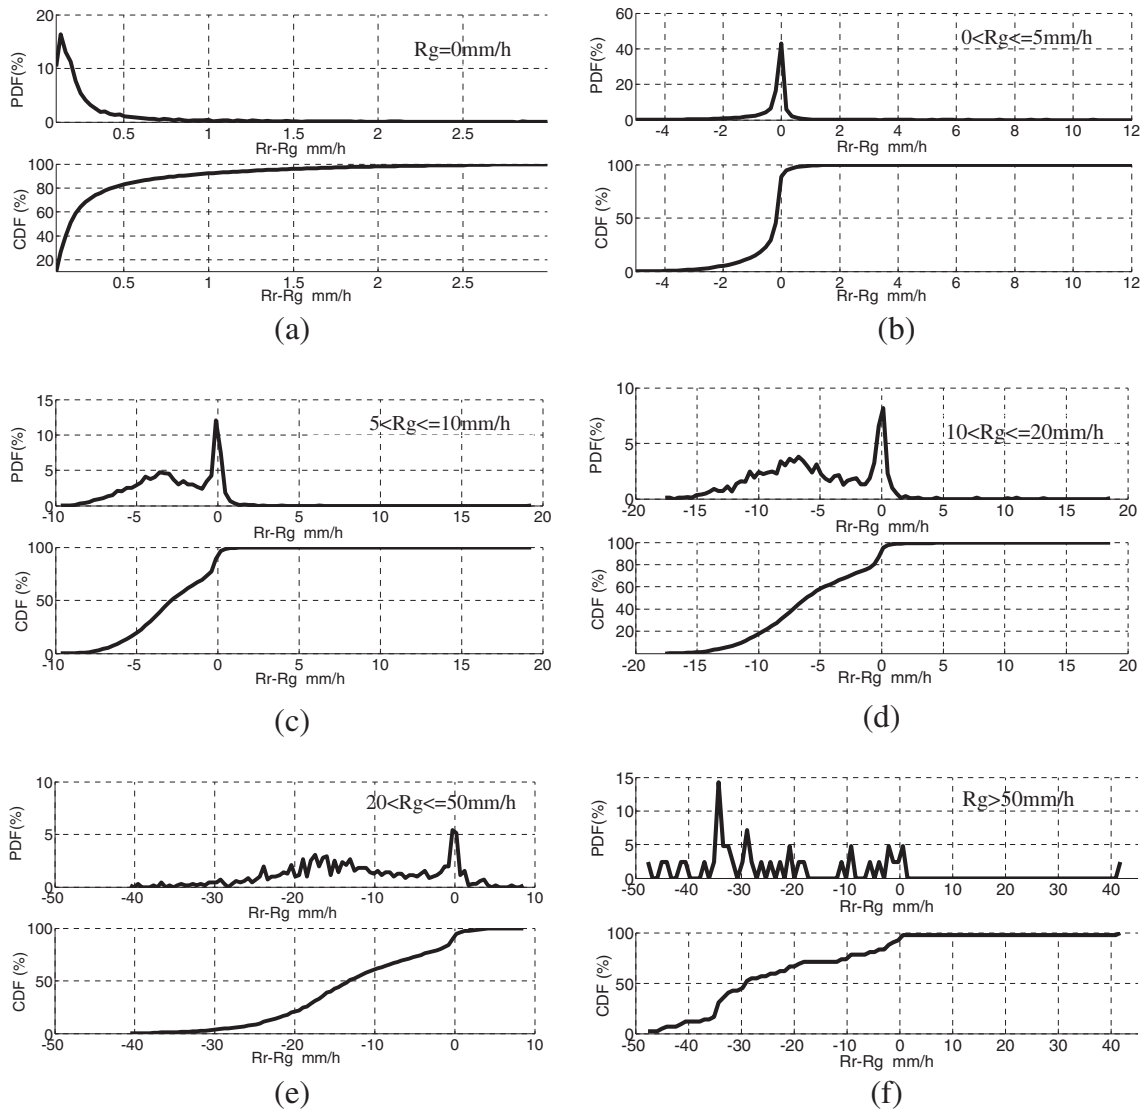 20
10
0
PDF(%)
Rg=0mm/h
0.5 1 1.5 2 2.5
Rr-Rg mm/h
100
80
60
40
20
CDF (%)
0.5 1 1.5 2 2.5
Rr-Rg mm/h
(a)
60
40
20
0
PDF(%)
0<Rg<=5mm/h
-4 -2 0 2 4 6 8 10 12
Rr-Rg mm/h
100
50
0
CDF (%)
-4 -2 0 2 4 6 8 10 12
Rr-Rg mm/h
(b)
15
10
5
0
PDF(%)
5<Rg<=10mm/h
-10 -5 0 5 10 15 20
Rr-Rg mm/h
100
50
0
CDF (%)
-10 -5 0 5 10 15 20
Rr-Rg mm/h
(c)
10
5
0
PDF(%)
10<Rg<=20mm/h
-20 -15 -10 -5 0 5 10 15 20
Rr-Rg mm/h
100
80
60
40
20
CDF (%)
-20 -15 -10 -5 0 5 10 15 20
Rr-Rg mm/h
(d)
10
5
0
PDF(%)
20<Rg<=50mm/h
-50 -40 -30 -20 -10 0 10
Rr-Rg mm/h
100
50
0
CDF (%)
-50 -40 -30 -20 -10 0 10
Rr-Rg mm/h
(e)
15
10
5
0
PDF(%)
Rg>50mm/h
-50 -40 -30 -20 -10 0 10 20 30 40
Rr-Rg mm/h
100
50
0
CDF (%)
-50 -40 -30 -20 -10 0 10 20 30 40
Rr-Rg mm/h
(f)